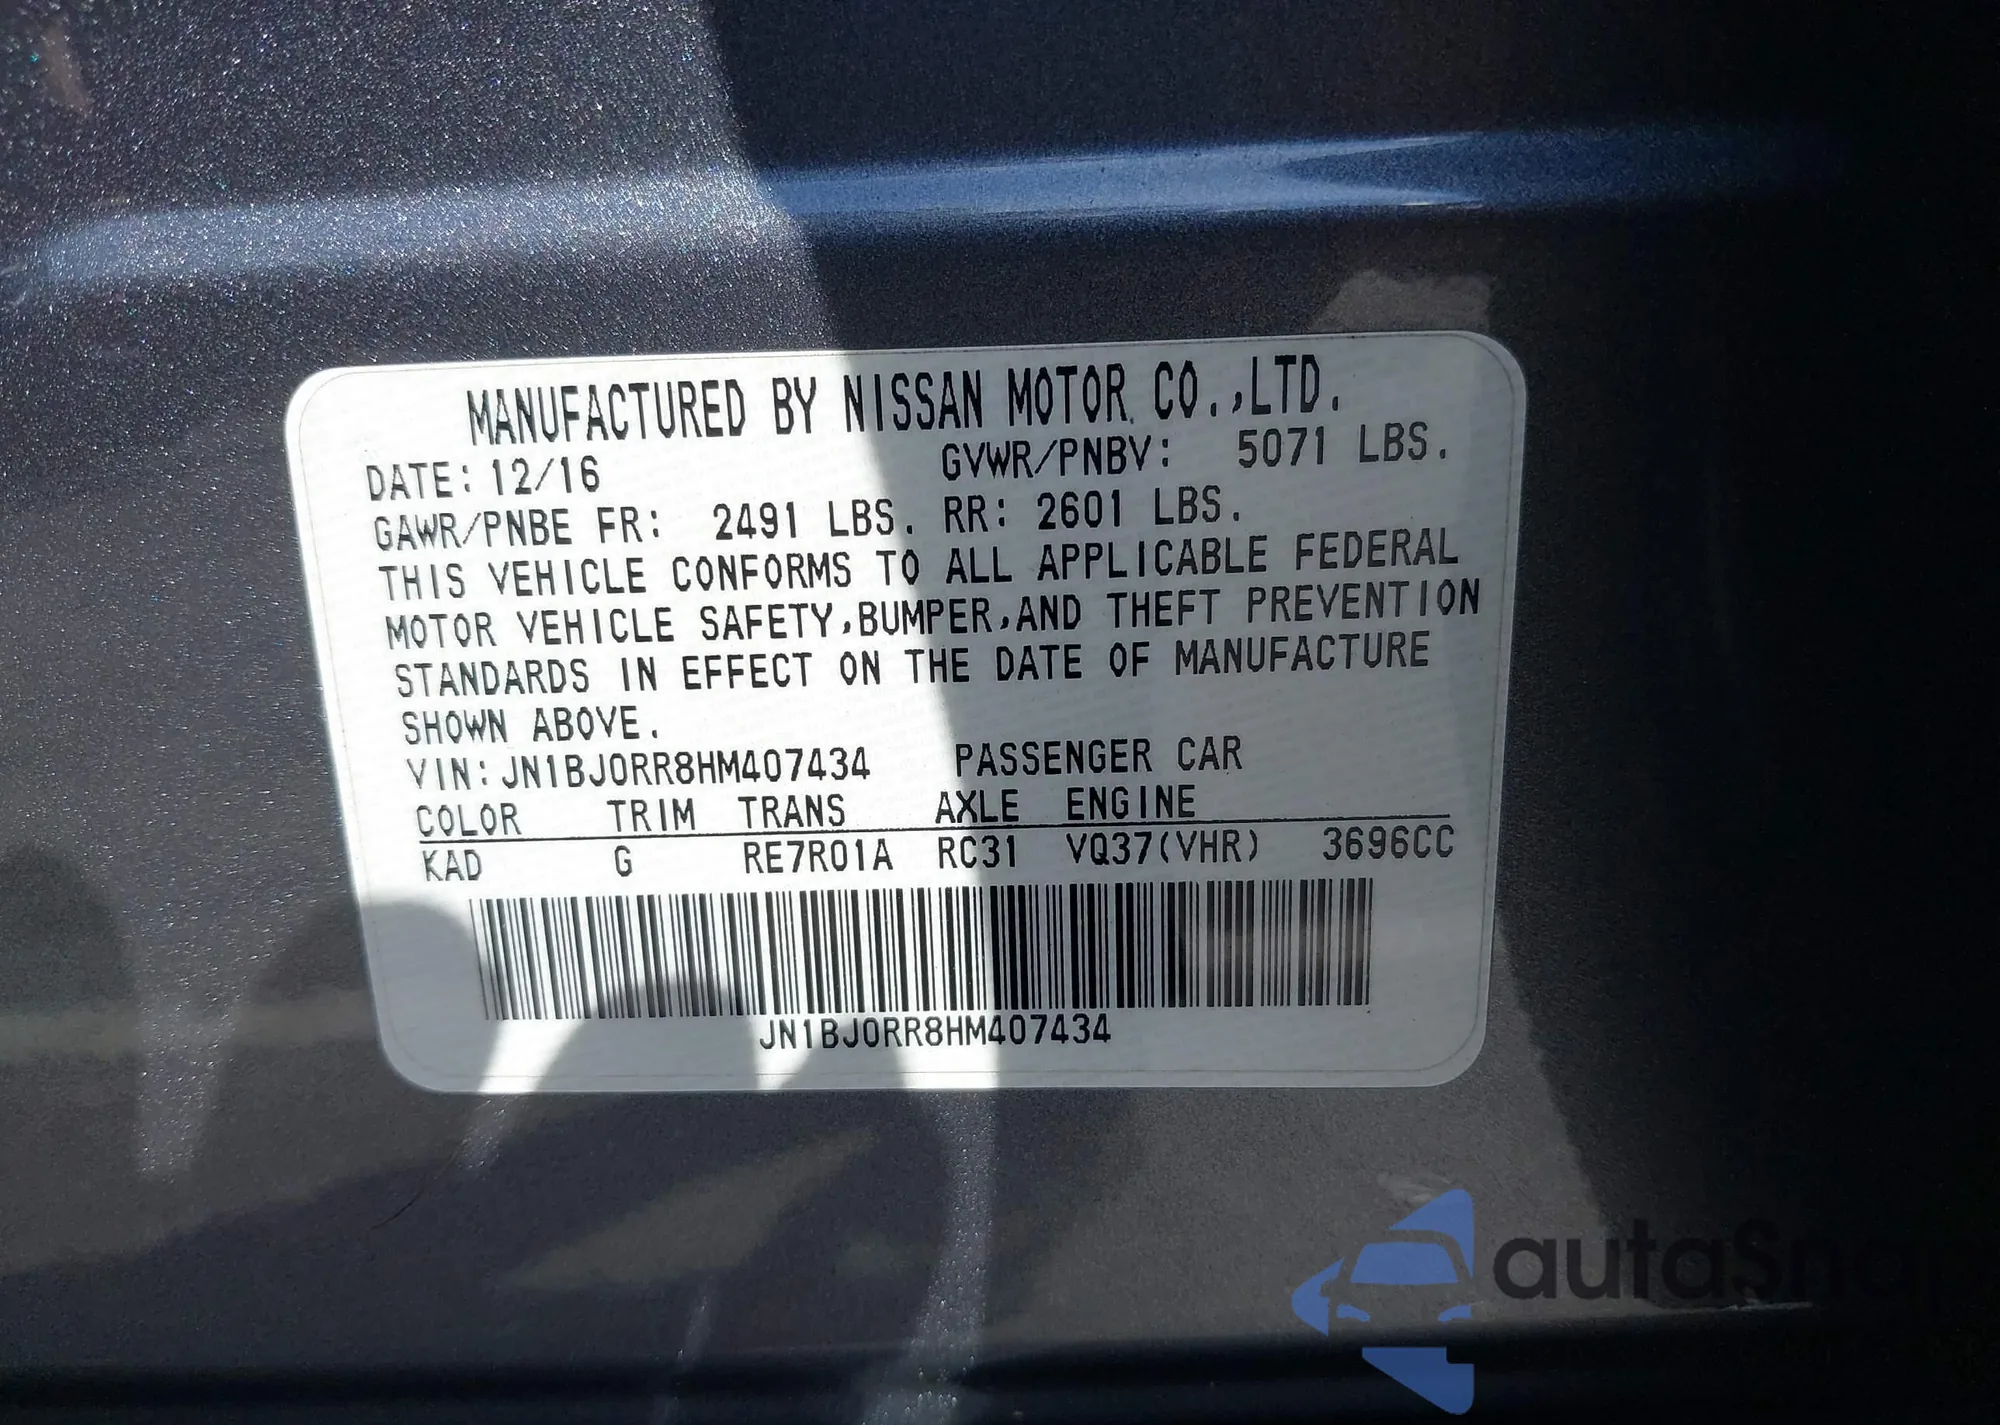 MANUFACTURED BY NISSAN MOTOR CO.,LTD.
DATE: 12/16 GVWR/PNBV: 5071 LBS.
GAWR/PNBE FR: 2491 LBS. RR: 2601 LBS.
THIS VEHICLE CONFORMS TO ALL APPLICABLE FEDERAL
MOTOR VEHICLE SAFETY,BUMPER,AND THEFT PREVENTION
STANDARDS IN EFFECT ON THE DATE OF MANUFACTURE
SHOWN ABOVE.
VIN: JN1BJ0RR8HM407434 PASSENGER CAR
COLOR TRIM TRANS AXLE ENGINE
KAD G RE7R01A RC31 VQ37(VHR) 3696CC
JN1BJ0RR8HM407434